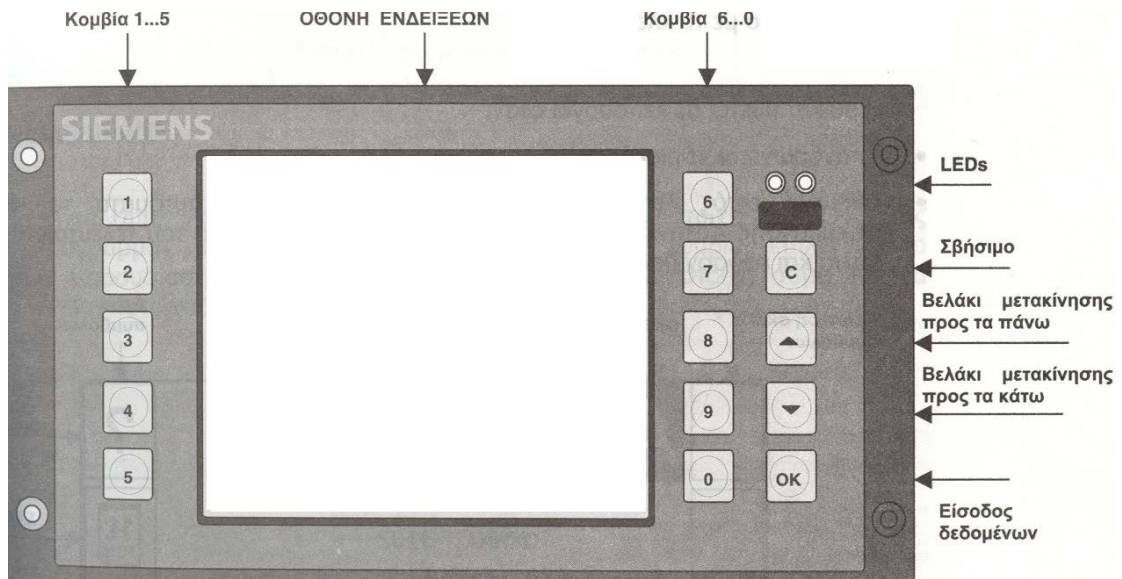 Κομβία 1...5 ΟΘΟΝΗ ΕΝΔΕΙΞΕΩΝ Κομβία 6...0
SIEMENS
LEDs
1 6
Σβήσιμο
2 7 C
Βελάκι μετακίνησης
προς τα πάνω
3 8
Βελάκι μετακίνησης
προς τα κάτω
4 9
5 0 OK
Είσοδος
δεδομένων